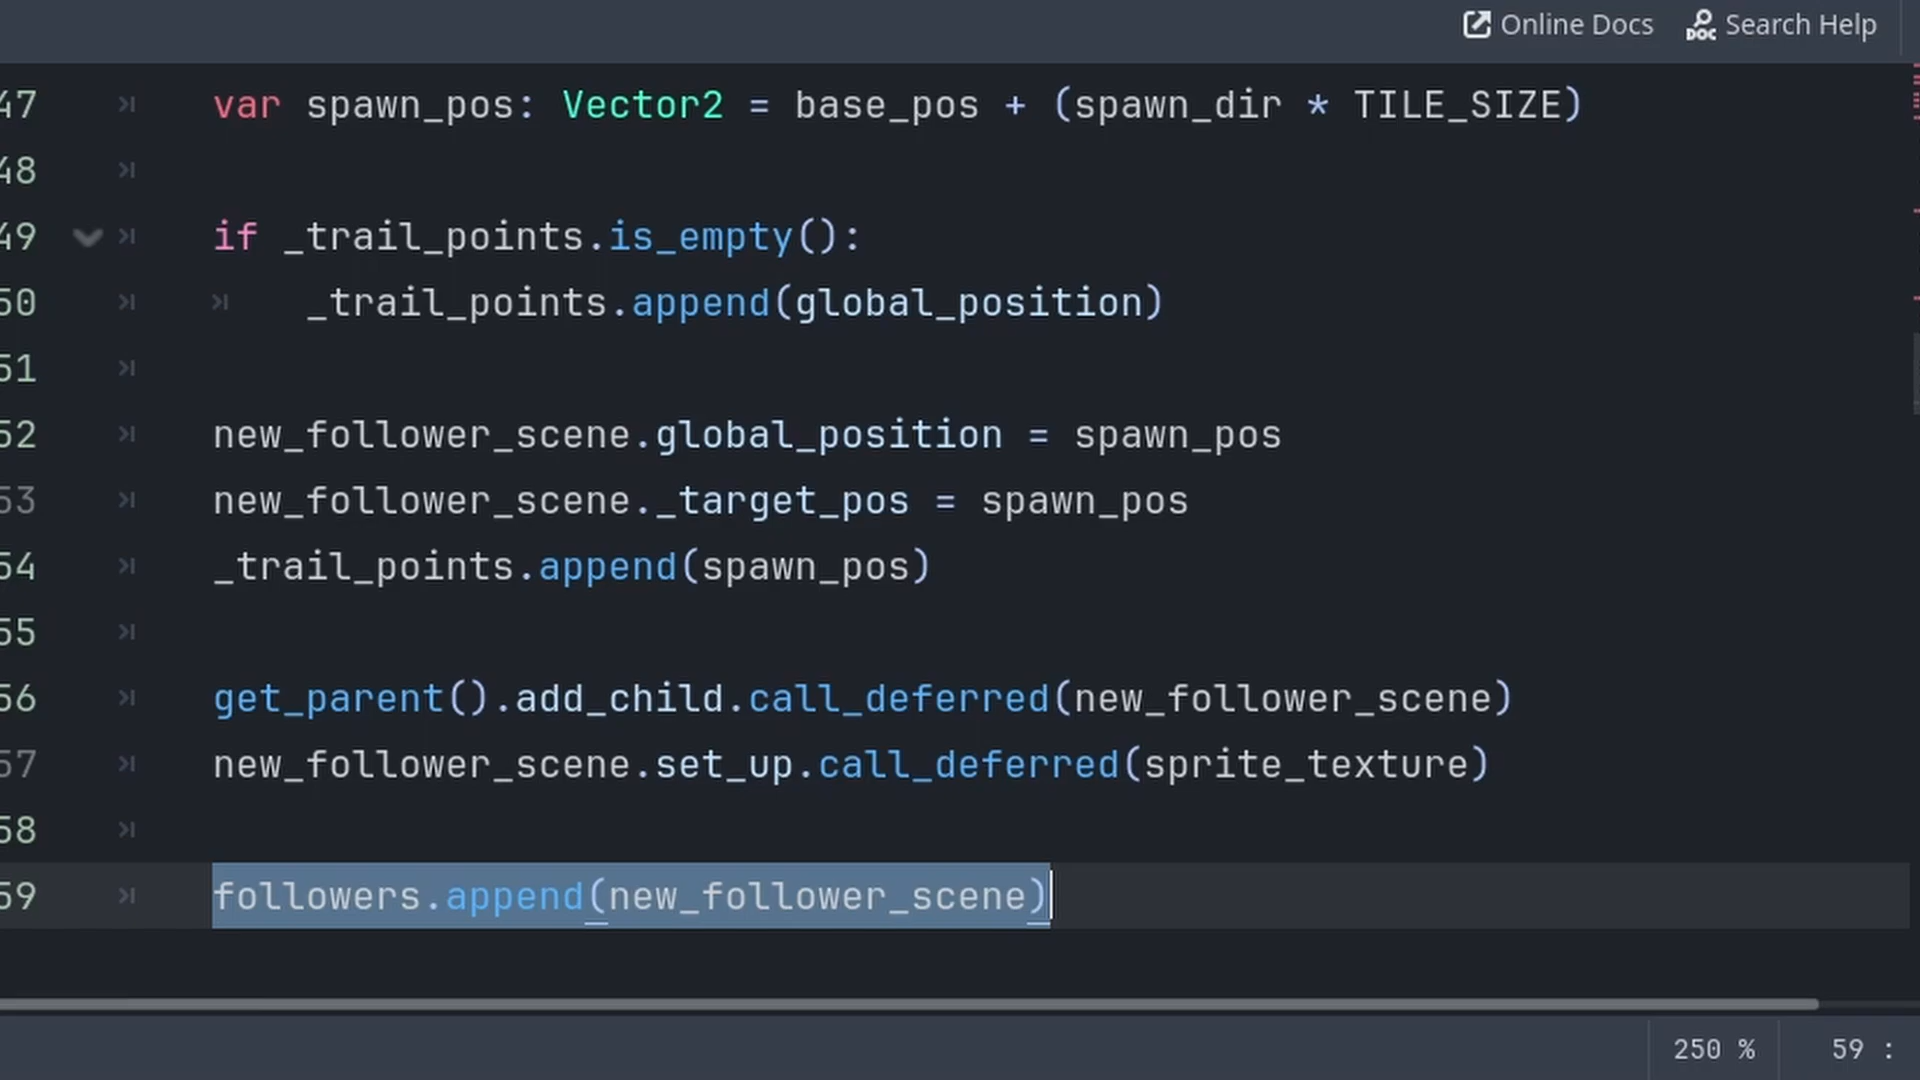 Online Docs Search Help
47 var spawn_pos: Vector2 = base_pos + (spawn_dir * TILE_SIZE)
48
49 if _trail_points.is_empty():
50 _trail_points.append(global_position)
51
52 new_follower_scene.global_position = spawn_pos
53 new_follower_scene._target_pos = spawn_pos
54 _trail_points.append(spawn_pos)
55
56 get_parent().add_child.call_deferred(new_follower_scene)
57 new_follower_scene.set_up.call_deferred(sprite_texture)
58
59 followers.append(new_follower_scene)
250 % 59 :